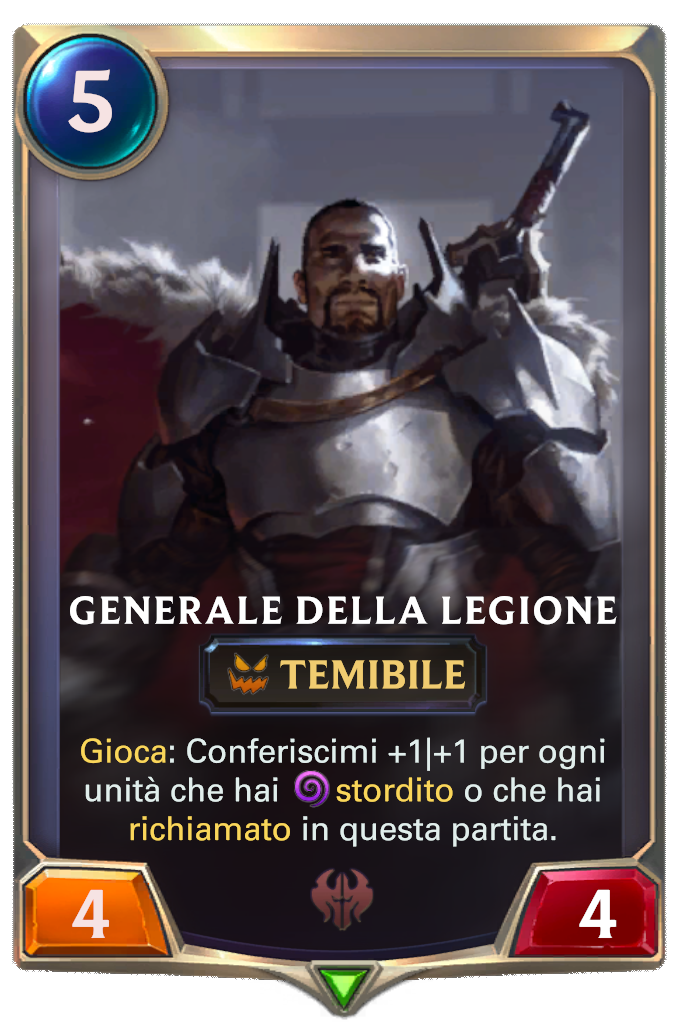 5
GENERALE DELLA LEGIONE
TEMIBILE
Gioca: Conferiscimi +1|+1 per ogni
unità che hai stordito o che hai
richiamato in questa partita.
4 4